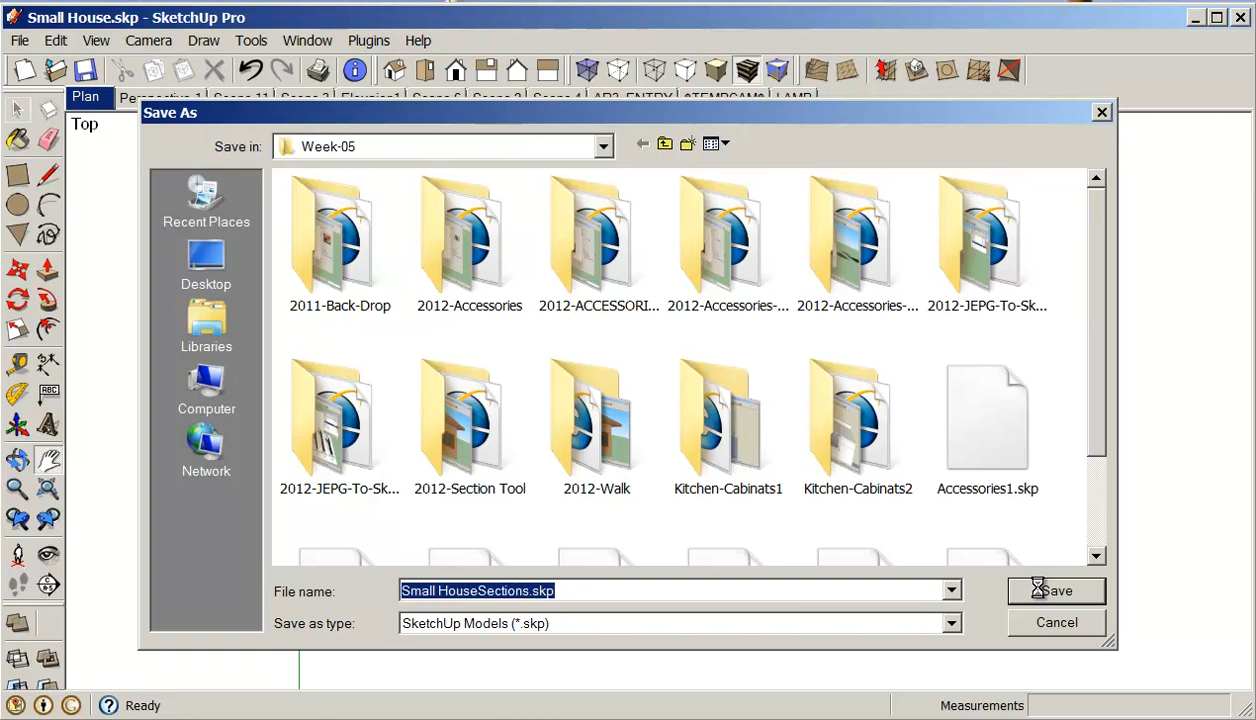 Small House.skp - SketchUp Pro
File Edit View Camera Draw Tools Window Plugins Help
Plan
Top
Save As
Save in: Week-05
Recent Places
Desktop
Libraries
Computer
Network
2011-Back-Drop 2012-Accessories 2012-ACCESSORI... 2012-Accessories-... 2012-Accessories-... 2012-JEPG-To-Sk...
2012-JEPG-To-Sk... 2012-Section Tool 2012-Walk Kitchen-Cabinats1 Kitchen-Cabinats2 Accessories1.skp
File name: Small HouseSections.skp Save
Save as type: SketchUp Models (*.skp) Cancel
ABC
Ready Measurements